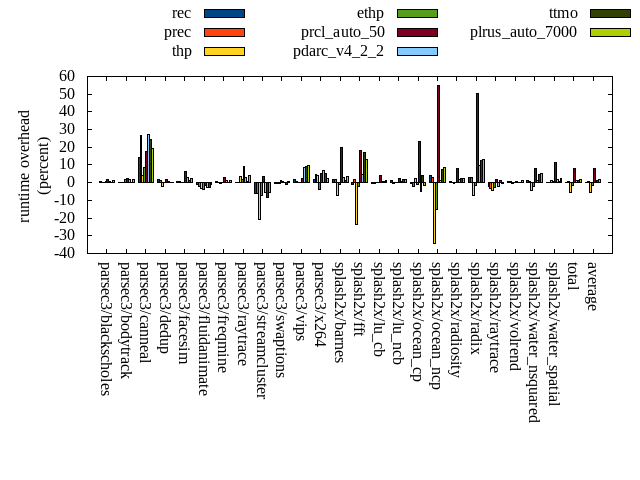 rec ethp ttmo
prec prcl_auto_50 plrus_auto_7000
thp pdarc_v4_2_2
runtime overhead
(percent)
60
50
40
30
20
10
0
-10
-20
-30
-40
parsec3/blackscholes
parsec3/bodytrack
parsec3/canneal
parsec3/dedup
parsec3/facesim
parsec3/fluidanimate
parsec3/freqmine
parsec3/raytrace
parsec3/streamcluster
parsec3/swaptions
parsec3/vips
parsec3/x264
splash2x/barnes
splash2x/fft
splash2x/lu_cb
splash2x/lu_ncb
splash2x/ocean_cp
splash2x/ocean_ncp
splash2x/radiosity
splash2x/radix
splash2x/raytrace
splash2x/volrend
splash2x/water_nsquared
splash2x/water_spatial
total
average